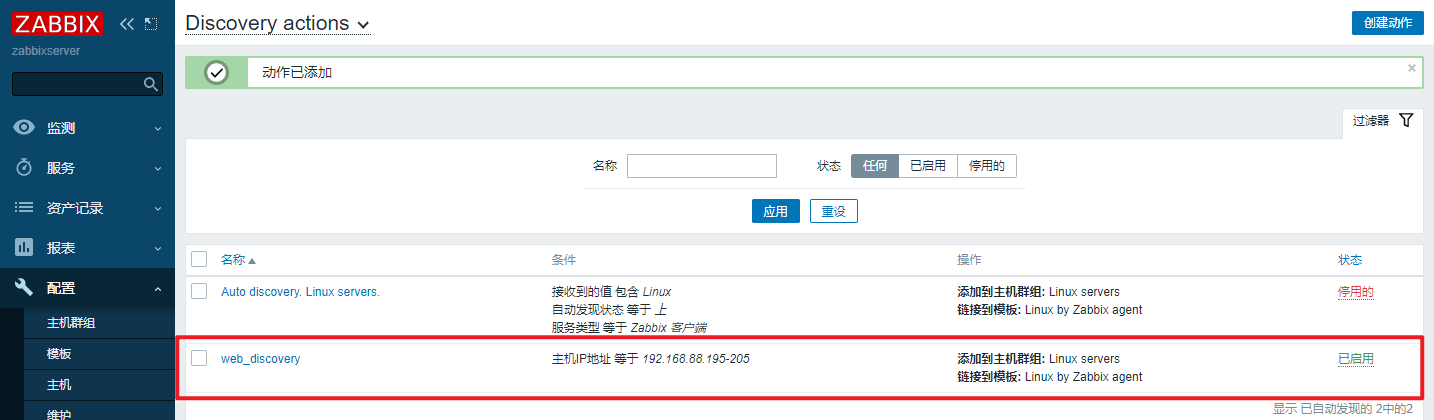 ZABBIX
zabbixserver
监测
服务
资产记录
报表
配置
主机群组
模板
主机
维护
Discovery actions
创建动作
动作已添加
过滤器
名称
状态 任何 已启用 停用的
应用 重设
名称 条件 操作 状态
Auto discovery. Linux servers. 接收到的值 包含 Linux 添加到主机群组: Linux servers 停用的
自动发现状态 等于 上 链接到模板: Linux by Zabbix agent
服务类型 等于 Zabbix 客户端
web_discovery 主机IP地址 等于 192.168.88.195-205 添加到主机群组: Linux servers 已启用
链接到模板: Linux by Zabbix agent
显示 已自动发现的 2中的2